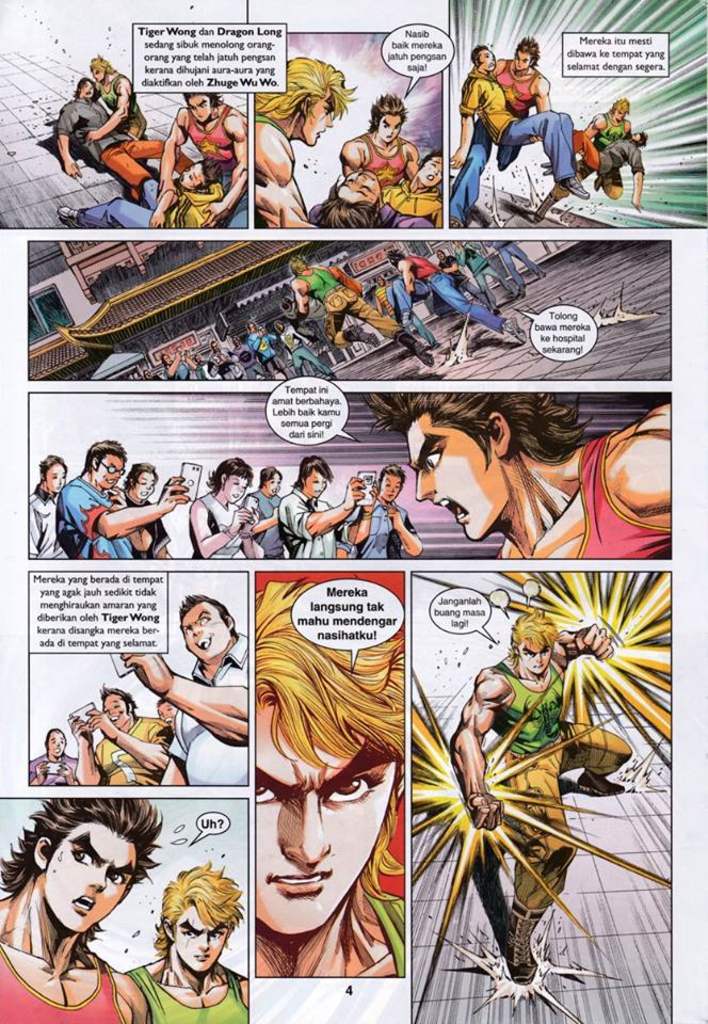 Tiger Wong dan Dragon Long
sedang sibuk menolong orang-
orang yang telah jatuh pengsan
kerana dihujani aura-aura yang
diaktifkan oleh Zhuge Wu Wo.
Nasib
baik mereka
jatuh pengsan
saja!
Mereka itu mesti
dibawa ke tempat yang
selamat dengan segera.
Tolong
bawa mereka
ke hospital
sekarang!
Tempat ini
amat berbahaya.
Lebih baik kamu
semua pergi
dari sini!
Mereka yang berada di tempat
yang agak jauh sedikit tidak
menghiraukan amaran yang
diberikan oleh Tiger Wong
kerana disangka mereka ber-
ada di tempat yang selamat.
Mereka
langsung tak
mahu mendengar
nasihatku!
Janganlah
buang masa
lagi!
Uh?
4